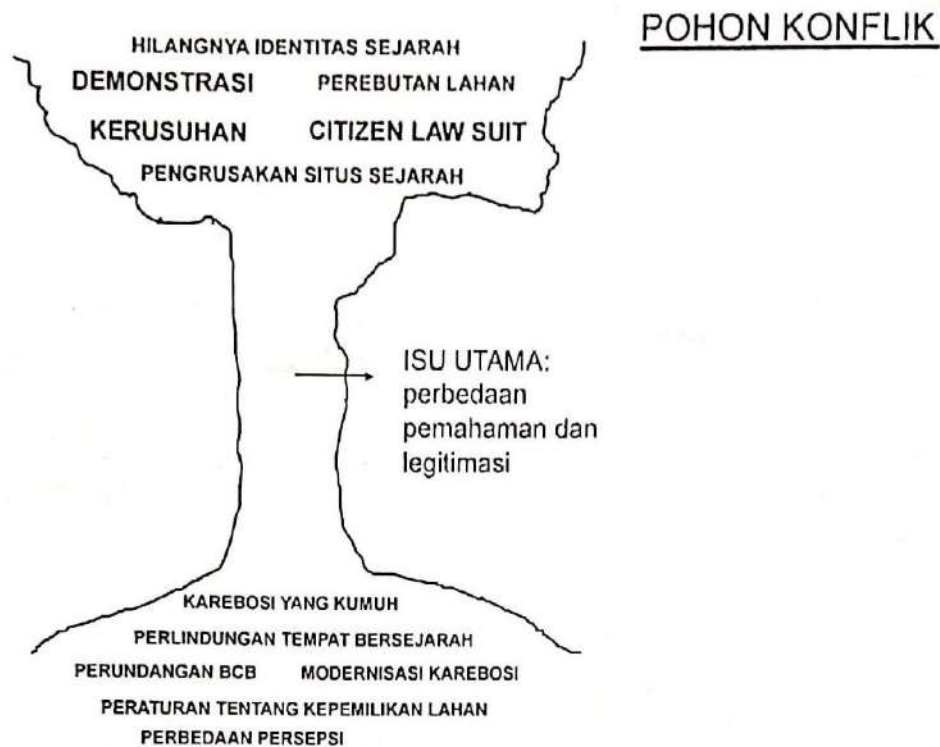 POHON KONFLIK
HILANGNYA IDENTITAS SEJARAH
DEMONSTRASI PEREBUTAN LAHAN
KERUSUHAN CITIZEN LAW SUIT
PENGRUSAKAN SITUS SEJARAH
ISU UTAMA:
perbedaan
pemahaman dan
legitimasi
KAREBOSI YANG KUMUH
PERLINDUNGAN TEMPAT BERSEJARAH
PERUNDANGAN BCB MODERNISASI KAREBOSI
PERATURAN TENTANG KEPEMILIKAN LAHAN
PERBEDAAN PERSEPSI